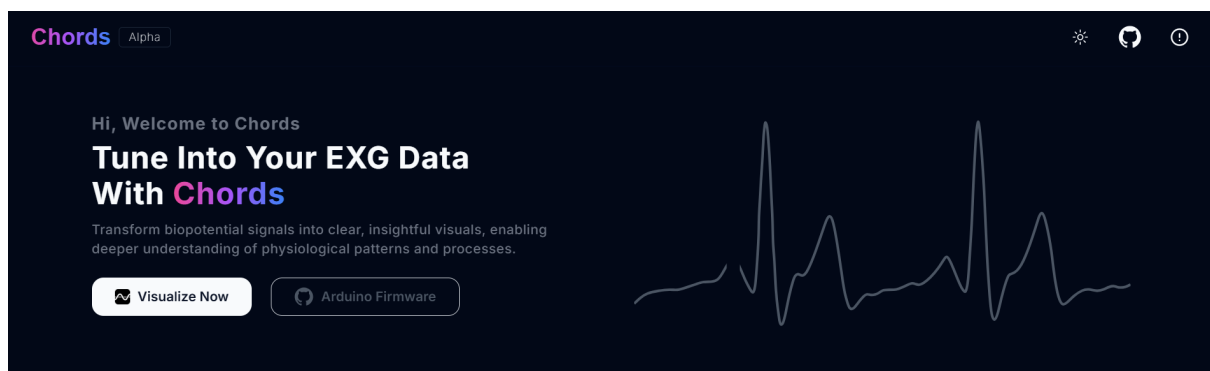 Chords Alpha
Hi, Welcome to Chords
Tune Into Your EXG Data
With Chords
Transform biopotential signals into clear, insightful visuals, enabling
deeper understanding of physiological patterns and processes.
Visualize Now Arduino Firmware